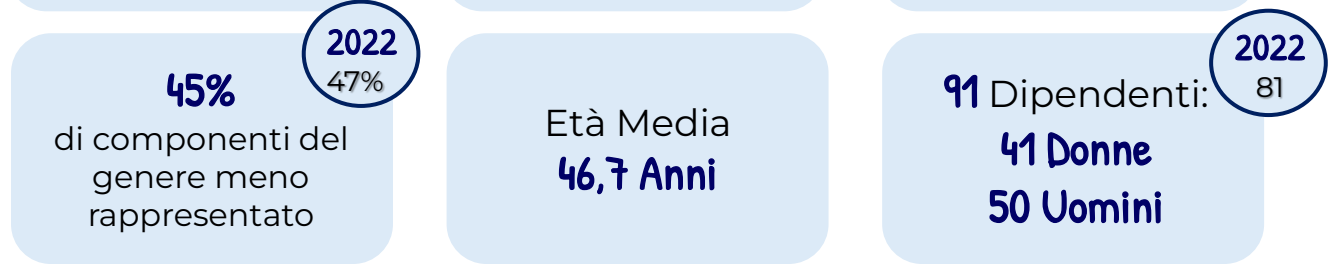 2022
47%
45%
di componenti del
genere meno
rappresentato
Età Media
46,7 Anni
2022
81
91 Dipendenti:
41 Donne
50 Uomini